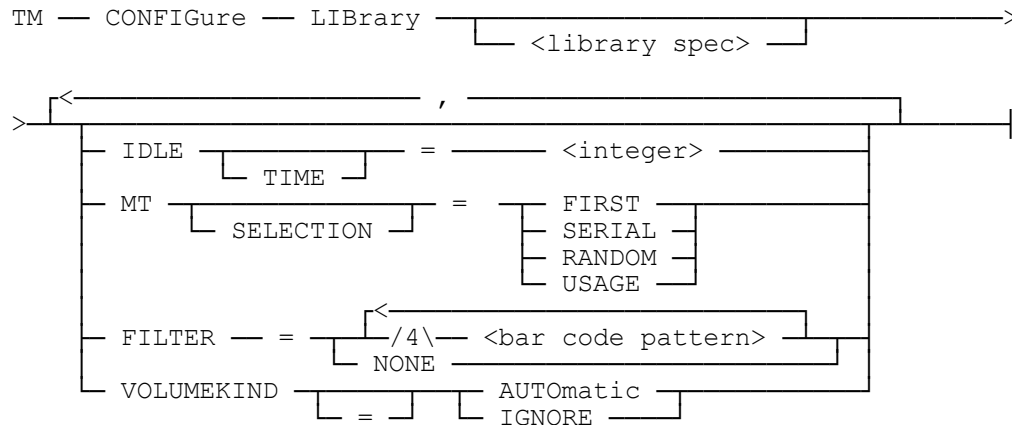 TM — CONFIGure — LIBrary >
<library spec>
< ,
>
IDLE = <integer>
TIME
MT = FIRST
SELECTION SERIAL
RANDOM
USAGE
<
FILTER — = /4\ <bar code pattern>
NONE
VOLUMEKIND AUTOmatic
= IGNORE